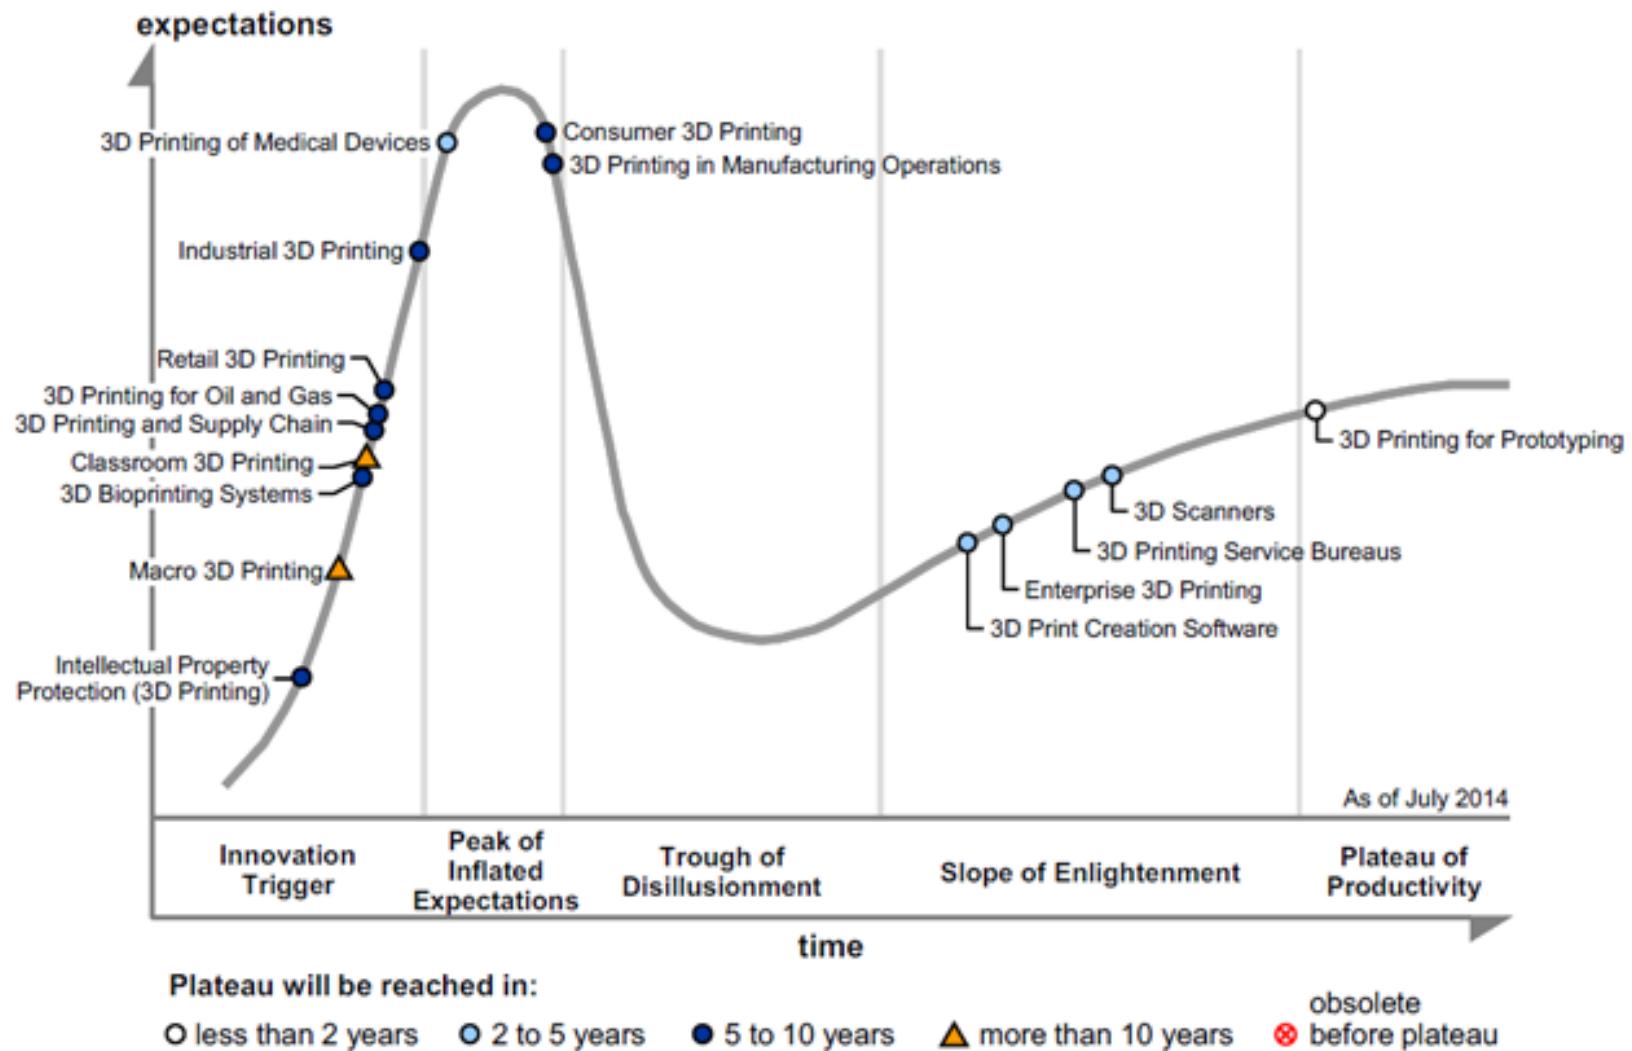 expectations
3D Printing of Medical Devices
Consumer 3D Printing
3D Printing in Manufacturing Operations
Industrial 3D Printing
Retail 3D Printing
3D Printing for Oil and Gas
3D Printing and Supply Chain
Classroom 3D Printing
3D Bioprinting Systems
Macro 3D Printing
Intellectual Property
Protection (3D Printing)
3D Printing for Prototyping
3D Scanners
3D Printing Service Bureaus
Enterprise 3D Printing
3D Print Creation Software
As of July 2014
Innovation
Trigger
Peak of
Inflated
Expectations
Trough of
Disillusionment
Slope of Enlightenment
Plateau of
Productivity
time
Plateau will be reached in:
less than 2 years
2 to 5 years
5 to 10 years
more than 10 years
obsolete
before plateau